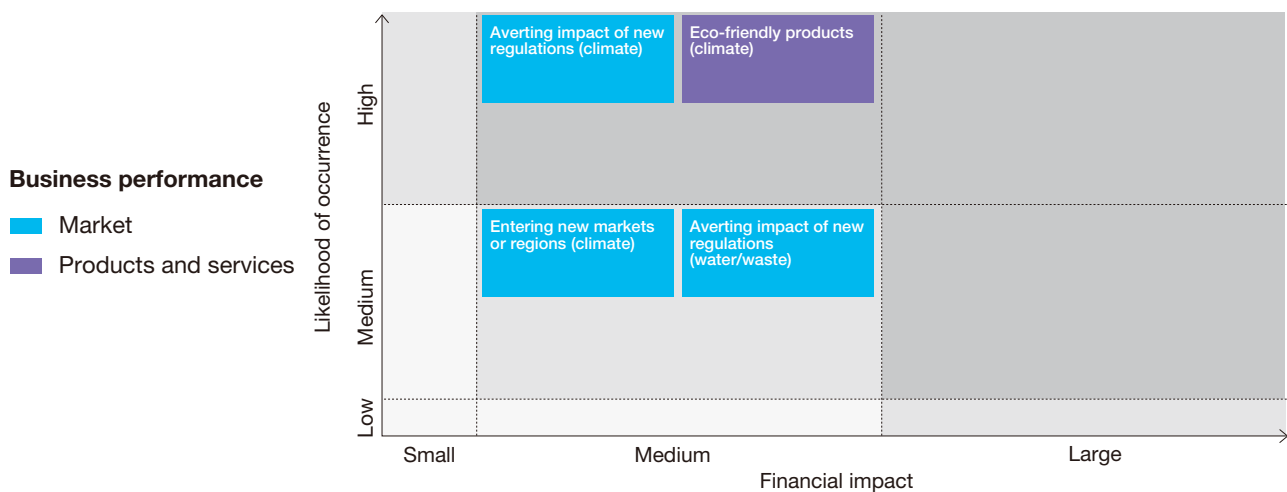 Business performance
Market
Products and services
Likelihood of occurrence
High
Medium
Low
Averting impact of new
regulations (climate)
Eco-friendly products
(climate)
Entering new markets
or regions (climate)
Averting impact of new
regulations
(water/waste)
Small
Medium
Large
Financial impact